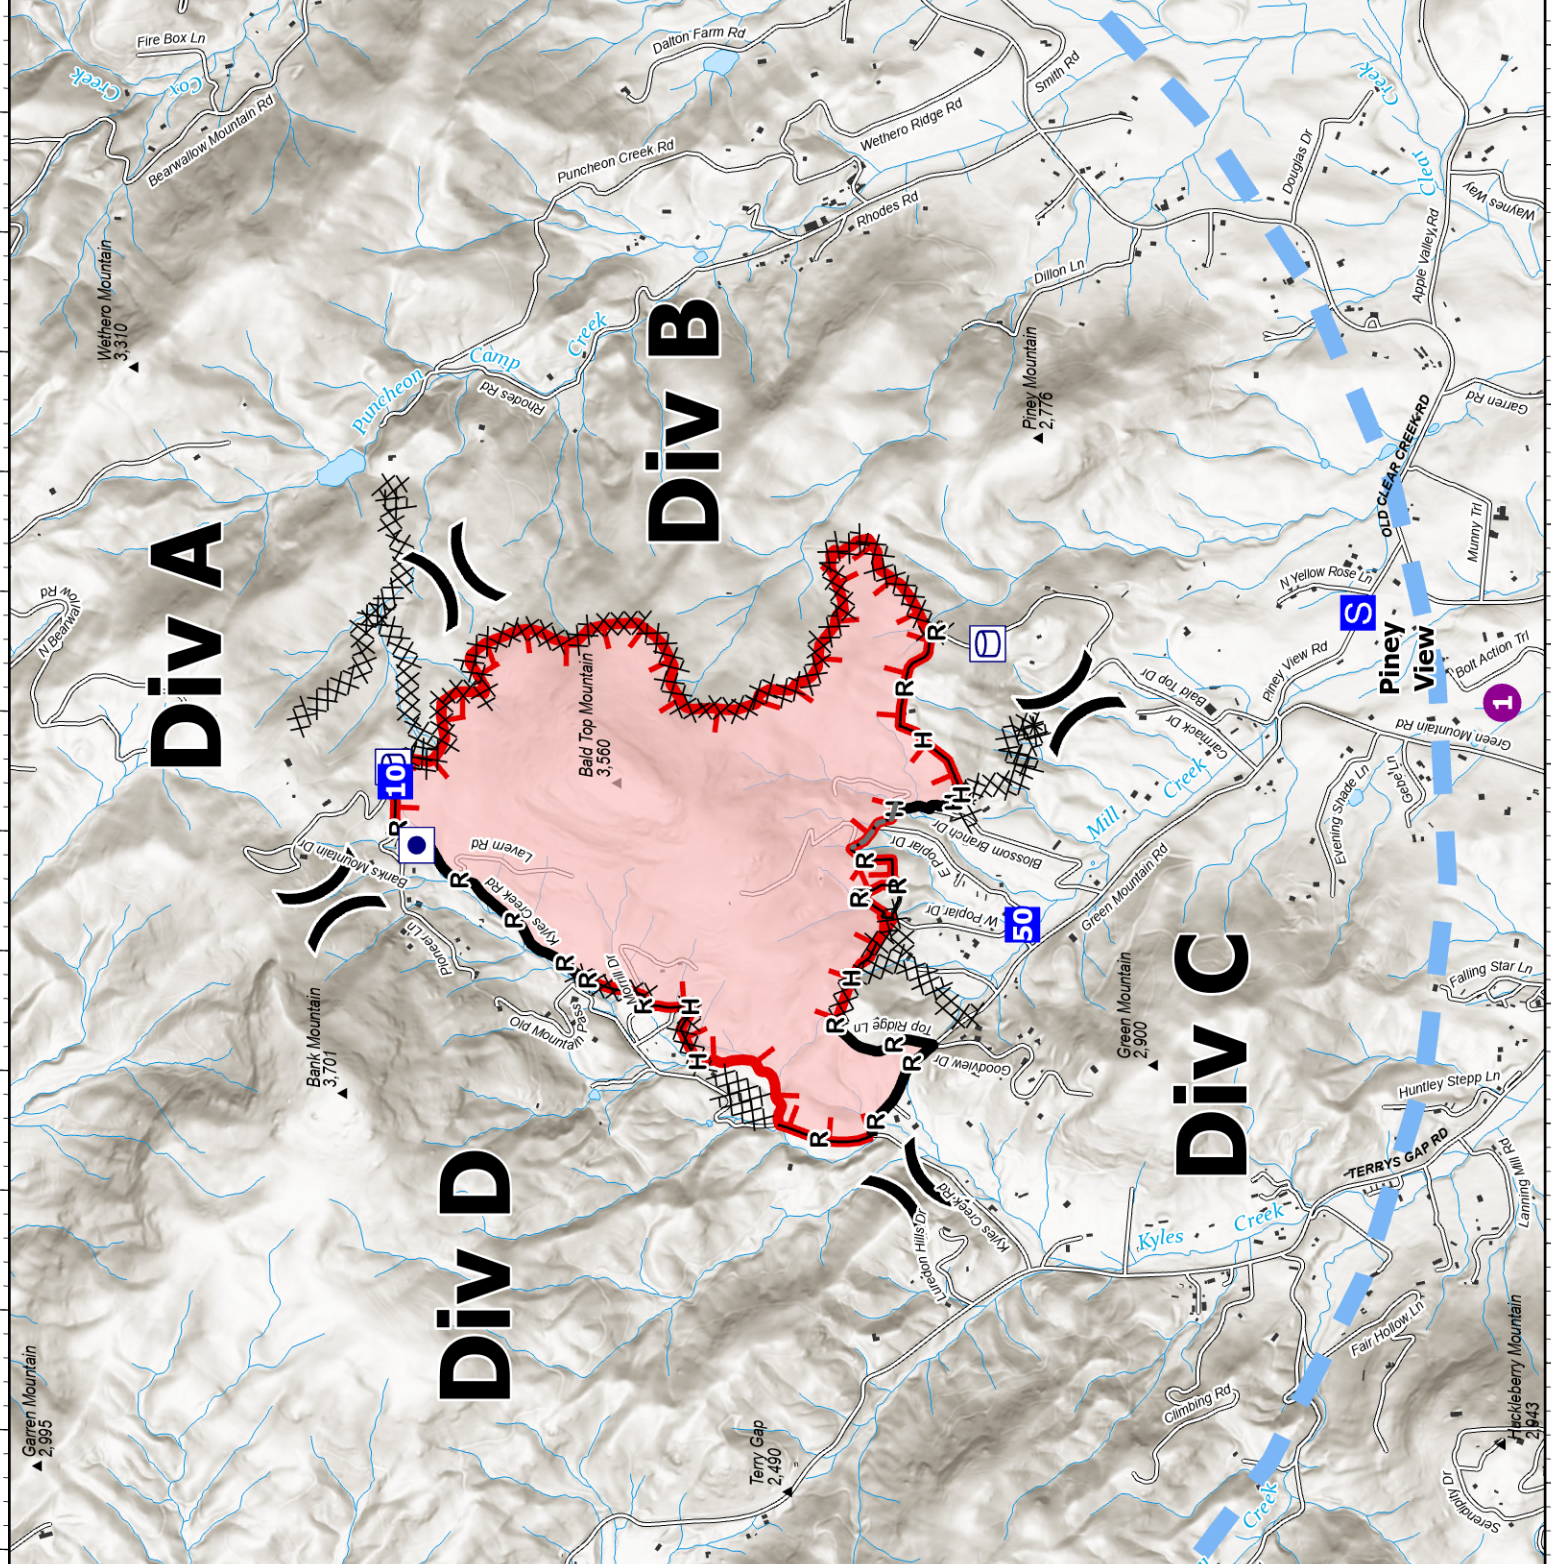 Fire Box Ln
Dalton Farm Rd
Creek
Cox
Smith Rd
Creek
Bearwallow Mountain Rd
Wethero Ridge Rd
Puncheon Creek Rd
Douglas Dr
Clear
Waynes Way
Rhodes Rd
Dillon Ln
Apple Valley Rd
Wethero Mountain
3,310
Puncheon
Camp
Creek
Rhodes Rd
Piney Mountain
2,776
Garren Rd
OLD CLEAR CREEK RD
Div B
Div A
Munny Trl
N Bearwallow Rd
N Yellow Rose Ln
S
Piney
View
Bolt Action Trl
1
Piney View Rd
Bald Top Dr
Carmack Dr
Green Mountain Rd
Bald Top Mountain
3,560
R
R
H
10
R
Mill
Creek
Gebe Ln
Evening Shade Ln
H
H
Banks Mountain Dr
Lavern Rd
Kyles Creek Rd
Blossom Branch Dr
E Poplar Dr
W Poplar Dr
R
R
R
R
R
50
Green Mountain Rd
Pioneer Ln
R
R
R
H
H
H
R
Morrill Dr
Old Mountain Pass
Top Ridge Ln
R
R
Goodview Dr
Green Mountain
2,900
Falling Star Ln
Bank Mountain
3,701
Div C
Huntley Stepp Ln
R
R
TERRYS GAP RD
Lanning Mill Rd
Kyles Creek Rd
Luredon Hills Dr
Kyles
Creek
Div D
Garren Mountain
2,995
Fair Hollow Ln
Climbing Rd
Terry Gap
2,490
Huckleberry Mountain
2,943
Serendipity Dr
Creek